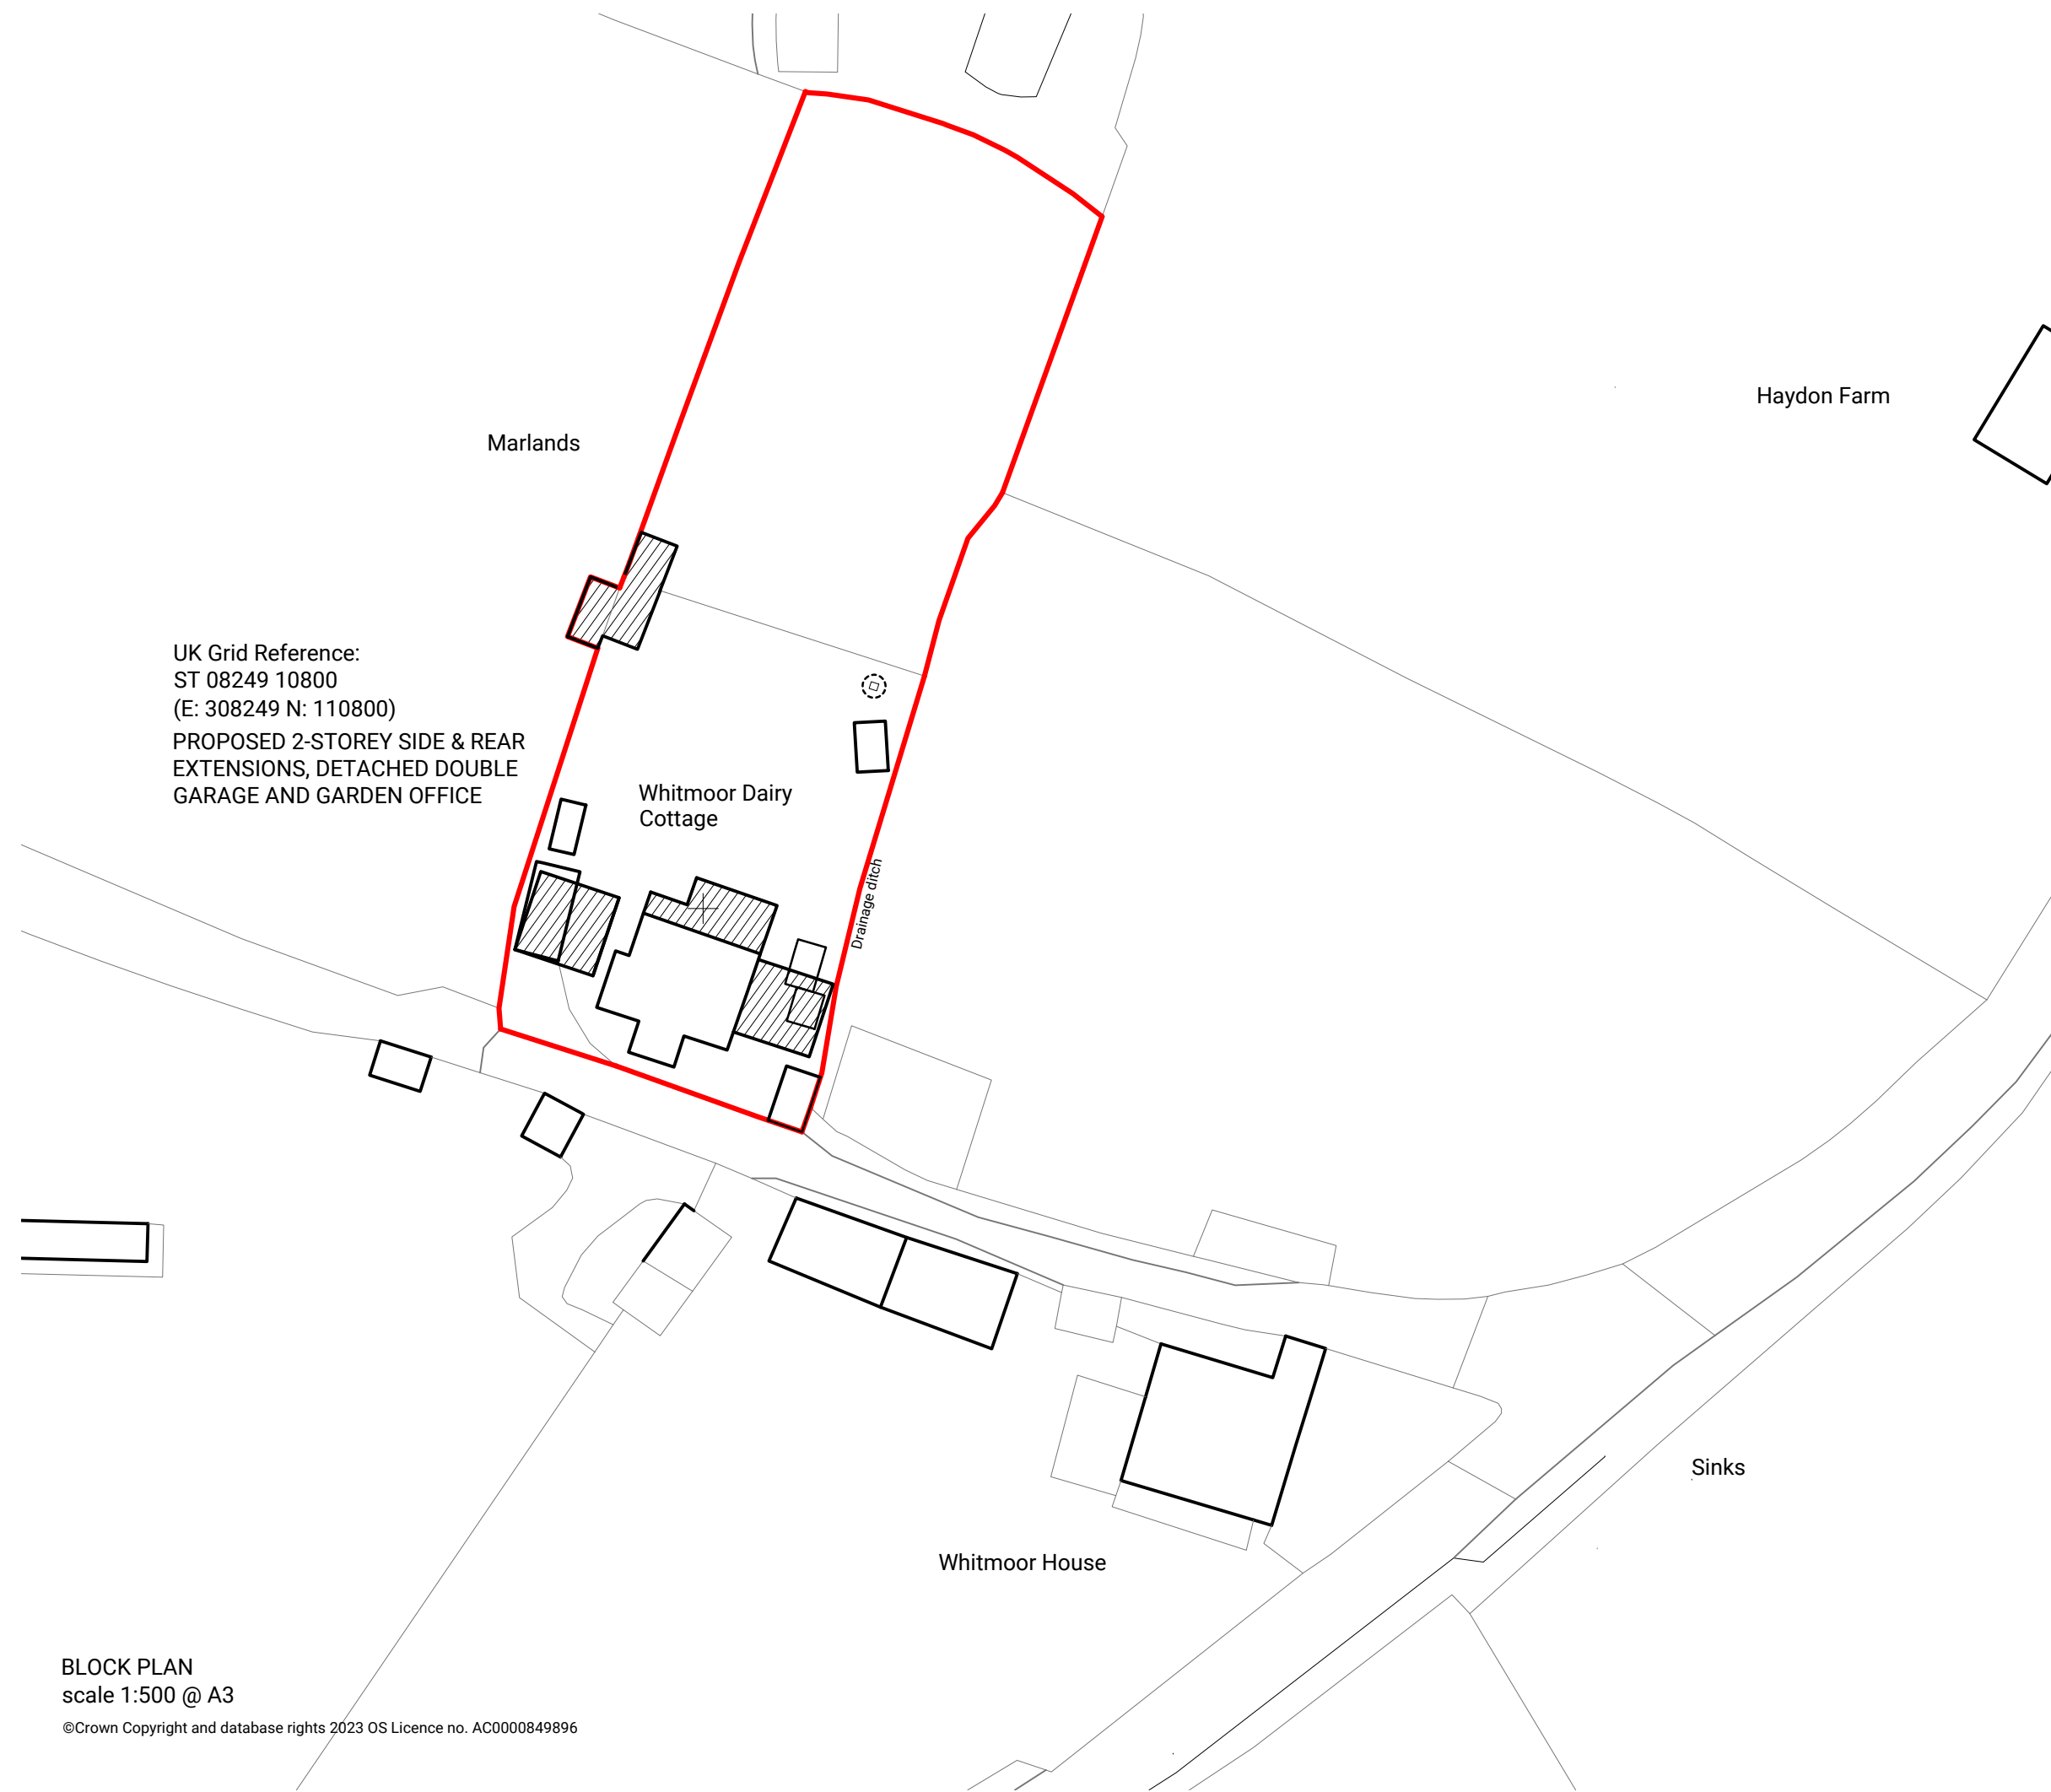 Haydon Farm
Marlands
UK Grid Reference:
ST 08249 10800
(E: 308249 N: 110800)
PROPOSED 2-STOREY SIDE & REAR
EXTENSIONS, DETACHED DOUBLE
GARAGE AND GARDEN OFFICE
Whitmoor Dairy
Cottage
Drainage ditch
Sinks
Whitmoor House
BLOCK PLAN
scale 1:500 @ A3
©Crown Copyright and database rights 2023 OS Licence no. AC0000849896